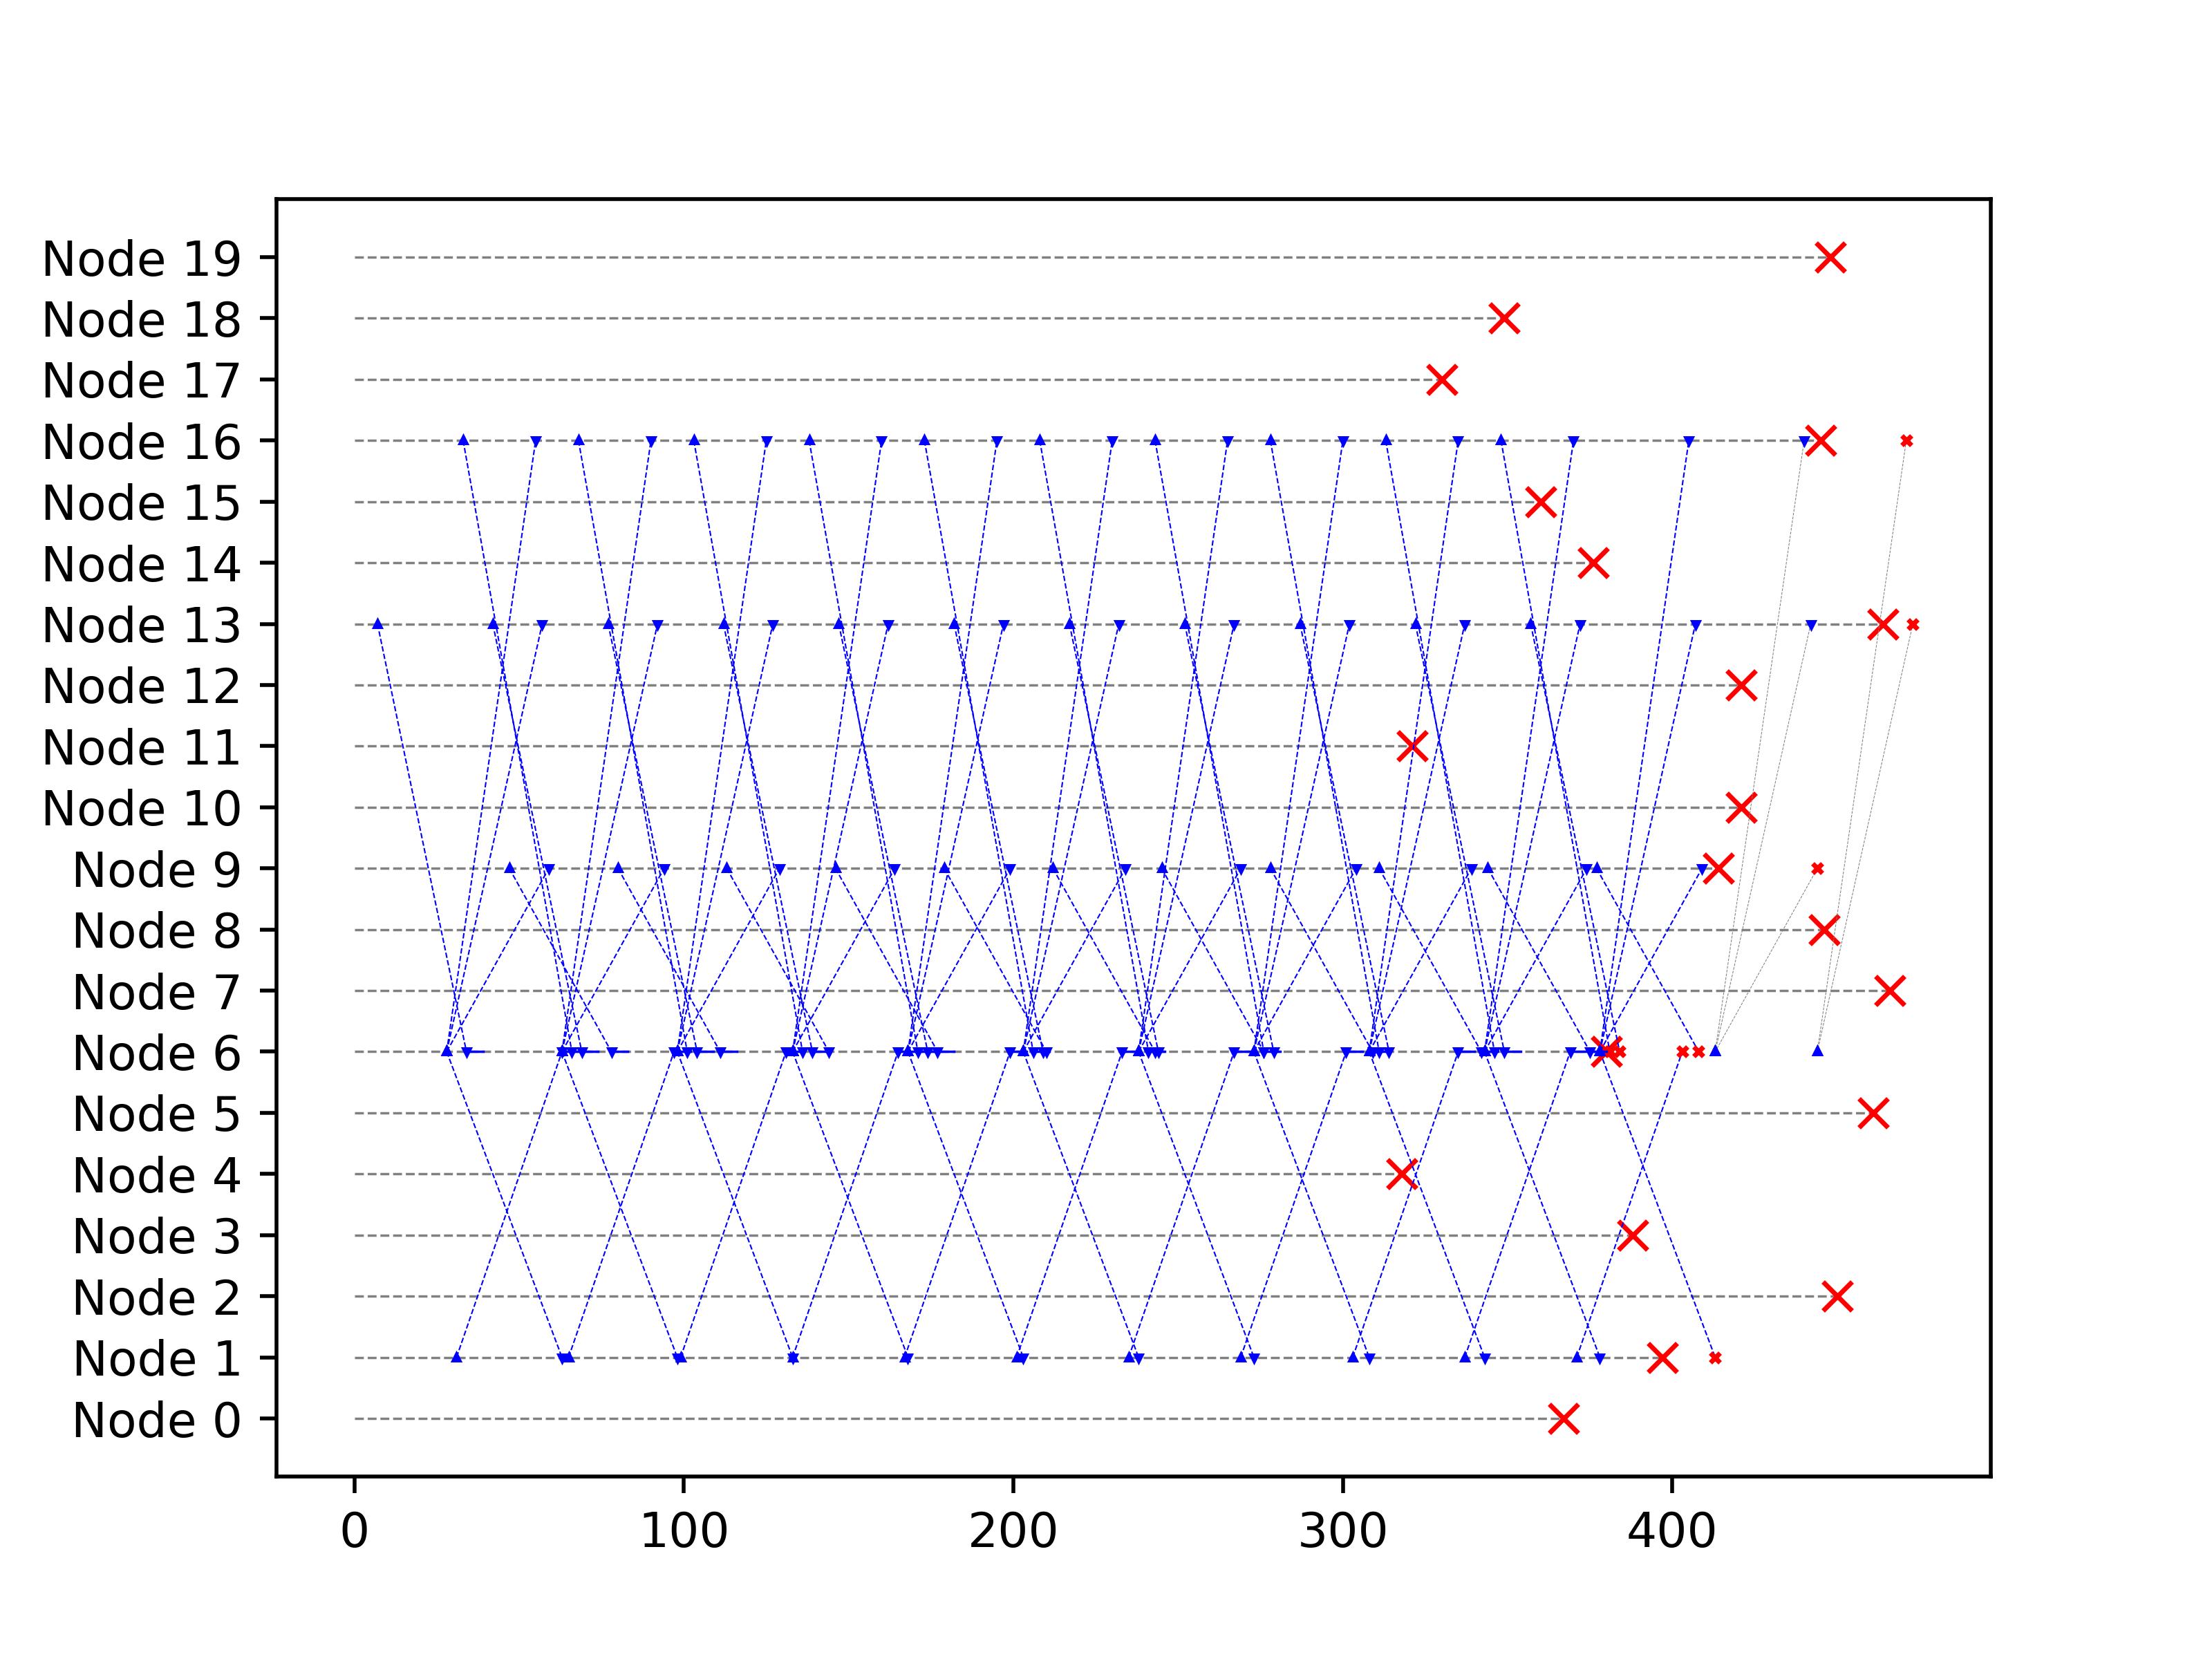 Node 19
Node 18
Node 17
Node 16
Node 15
Node 14
Node 13
Node 12
Node 11
Node 10
Node 9
Node 8
Node 7
Node 6
Node 5
Node 4
Node 3
Node 2
Node 1
Node 0
0 100 200 300 400